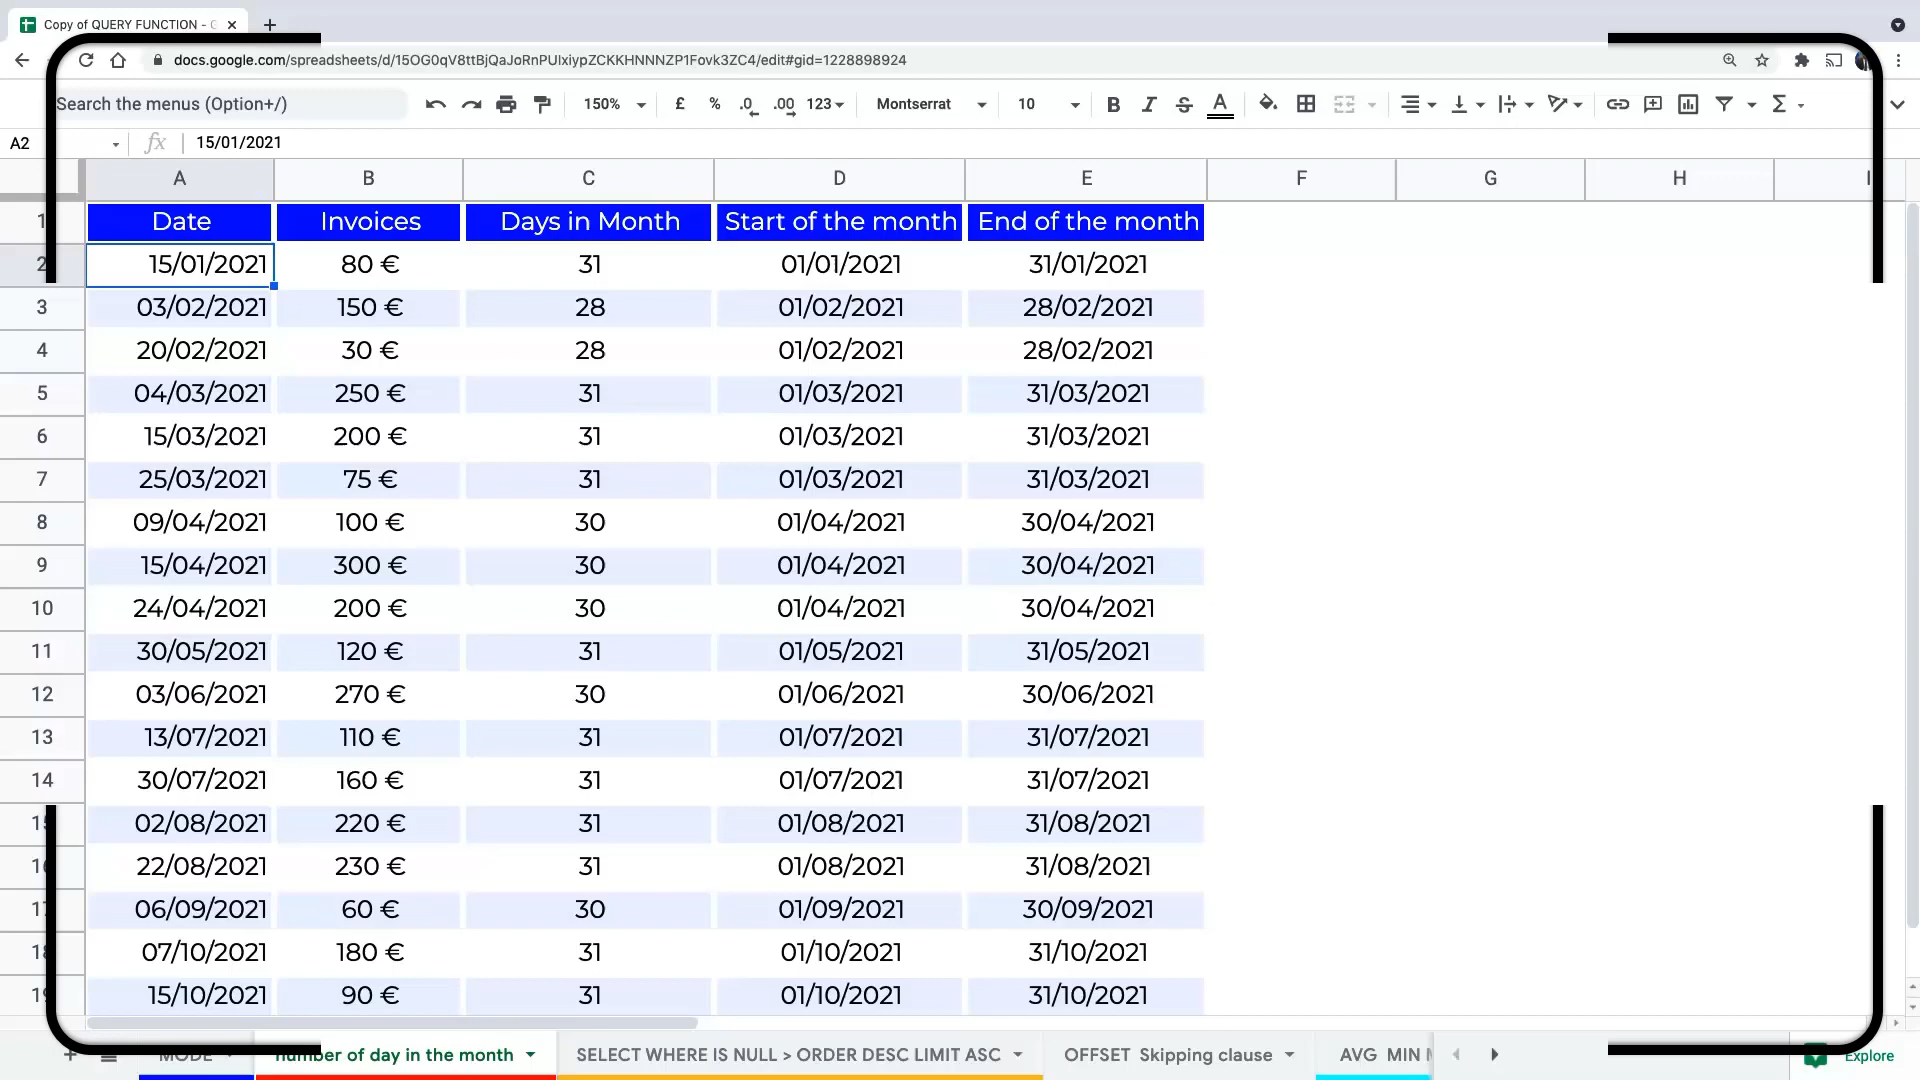 Copy of QUERY FUNCTION - G
docs.google.com/spreadsheets/d/15OG0qV8ttBjQaJoRnPUIxiypZCKKHNNNZP1Fovk3ZC4/edit#gid=1228898924
Search the menus (Option+/) 150% £ % .0 .00 123 Montserrat 10 B I S A Σ
A2 fx 15/01/2021
A B C D E F G H I
1 Date Invoices Days in Month Start of the month End of the month
2 15/01/2021 80 € 31 01/01/2021 31/01/2021
3 03/02/2021 150 € 28 01/02/2021 28/02/2021
4 20/02/2021 30 € 28 01/02/2021 28/02/2021
5 04/03/2021 250 € 31 01/03/2021 31/03/2021
6 15/03/2021 200 € 31 01/03/2021 31/03/2021
7 25/03/2021 75 € 31 01/03/2021 31/03/2021
8 09/04/2021 100 € 30 01/04/2021 30/04/2021
9 15/04/2021 300 € 30 01/04/2021 30/04/2021
10 24/04/2021 200 € 30 01/04/2021 30/04/2021
11 30/05/2021 120 € 31 01/05/2021 31/05/2021
12 03/06/2021 270 € 30 01/06/2021 30/06/2021
13 13/07/2021 110 € 31 01/07/2021 31/07/2021
14 30/07/2021 160 € 31 01/07/2021 31/07/2021
15 02/08/2021 220 € 31 01/08/2021 31/08/2021
16 22/08/2021 230 € 31 01/08/2021 31/08/2021
17 06/09/2021 60 € 30 01/09/2021 30/09/2021
18 07/10/2021 180 € 31 01/10/2021 31/10/2021
19 15/10/2021 90 € 31 01/10/2021 31/10/2021
MODE number of day in the month SELECT WHERE IS NULL > ORDER DESC LIMIT ASC OFFSET Skipping clause AVG MIN Explore